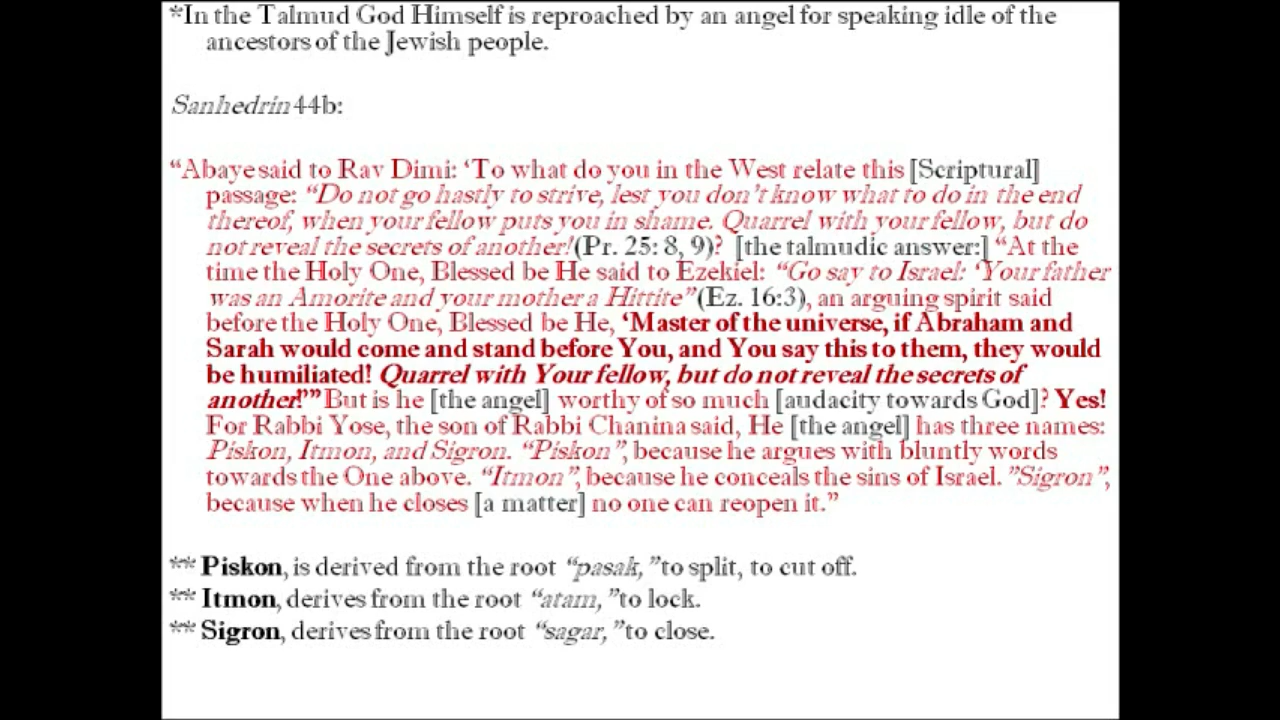 *In the Talmud God Himself is reproached by an angel for speaking idle of the
ancestors of the Jewish people.
Sanhedrin 44b:
“Abaye said to Rav Dimi: ‘To what do you in the West relate this [Scriptural]
passage: “Do not go hastly to strive, lest you don’t know what to do in the end
thereof, when your fellow puts you in shame. Quarrel with your fellow, but do
not reveal the secrets of another!(Pr. 25: 8, 9)? [the talmudic answer:] “At the
time the Holy One, Blessed be He said to Ezekiel: “Go say to Israel: ‘Your father
was an Amorite and your mother a Hittite”(Ez. 16:3), an arguing spirit said
before the Holy One, Blessed be He, ‘Master of the universe, if Abraham and
Sarah would come and stand before You, and You say this to them, they would
be humiliated! Quarrel with Your fellow, but do not reveal the secrets of
another!’” But is he [the angel] worthy of so much [audacity towards God]? Yes!
For Rabbi Yose, the son of Rabbi Chanina said, He [the angel] has three names:
Piskon, Itmon, and Sigron. “Piskon”, because he argues with bluntly words
towards the One above. “Itmon”, because he conceals the sins of Israel. ”Sigron”,
because when he closes [a matter] no one can reopen it.”
** Piskon, is derived from the root “pasak, ”to split, to cut off.
** Itmon, derives from the root “atam, ”to lock.
** Sigron, derives from the root “sagar, ”to close.